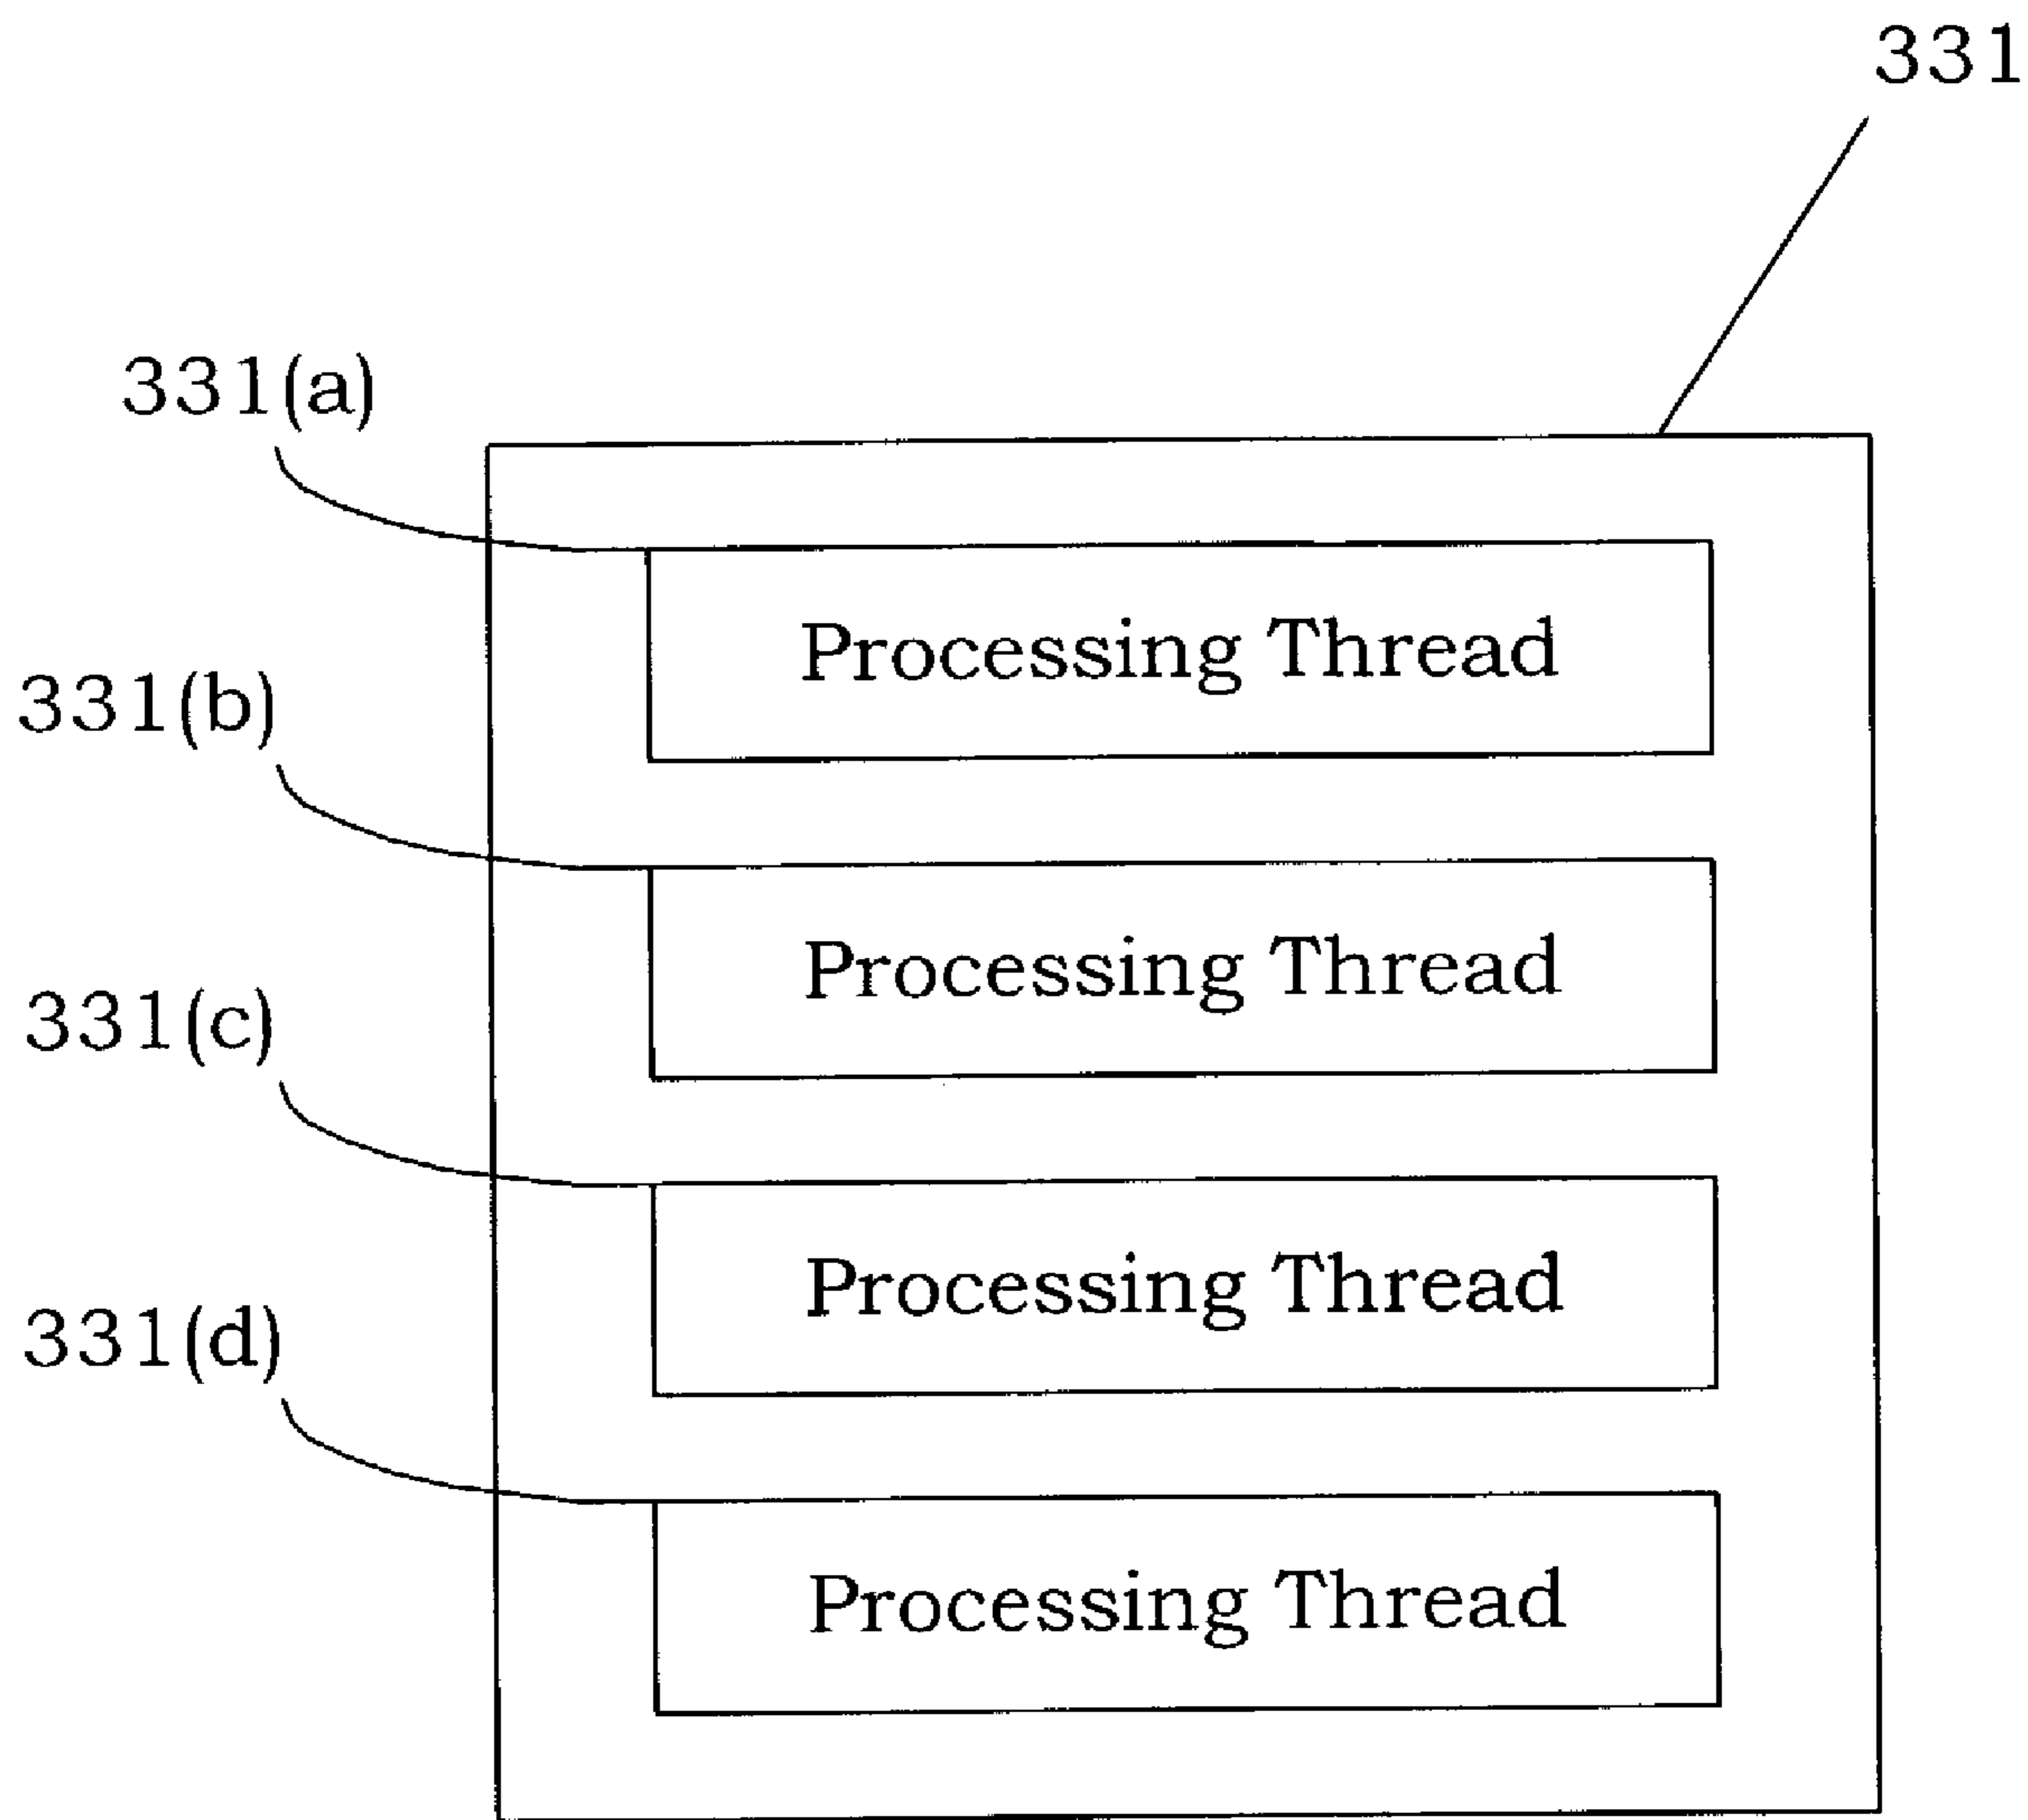 331
331(a)
Processing Thread
331(b)
Processing Thread
331(c)
Processing Thread
331(d)
Processing Thread